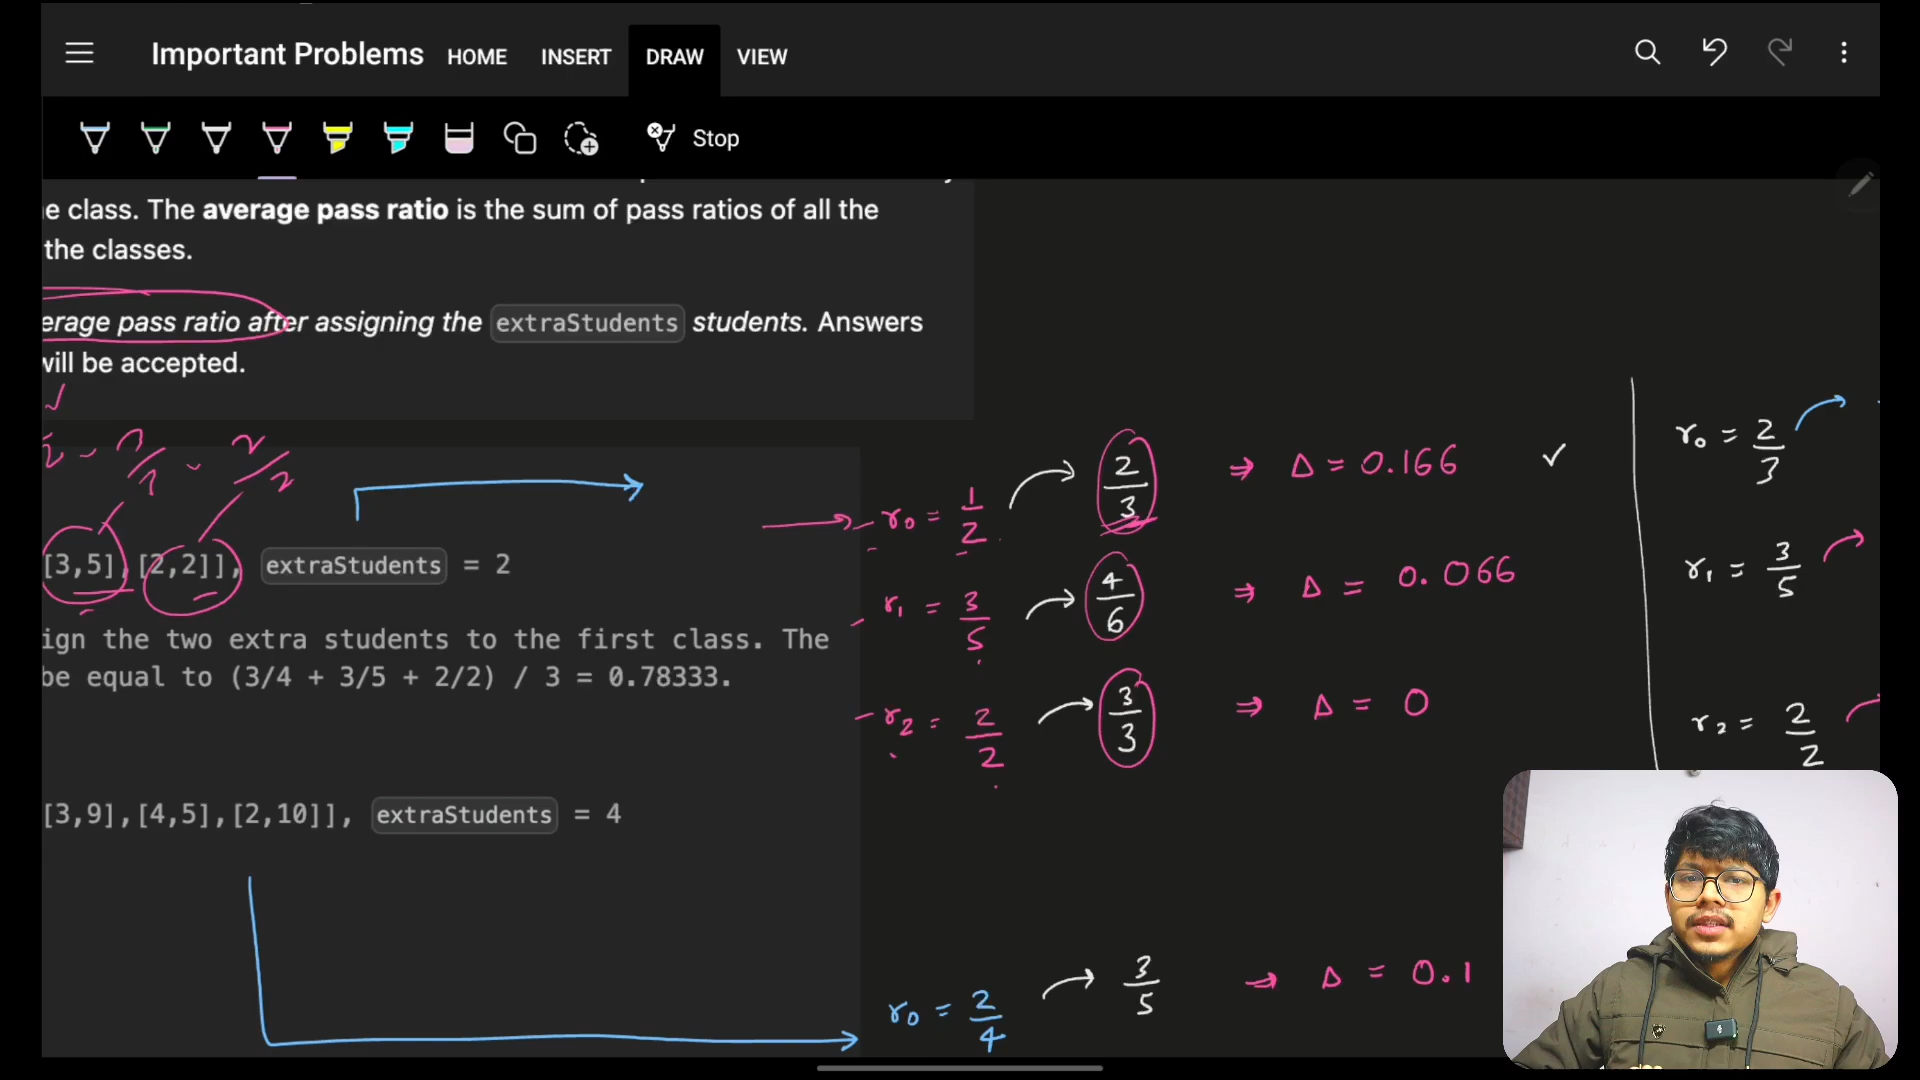 Important Problems HOME INSERT DRAW VIEW
Stop
e class. The average pass ratio is the sum of pass ratios of all the
the classes.
erage pass ratio after assigning the extraStudents students. Answers
will be accepted.
[3,5], [2,2]], extraStudents = 2
ign the two extra students to the first class. The
be equal to (3/4 + 3/5 + 2/2) / 3 = 0.78333.
[3,9],[4,5],[2,10]], extraStudents = 4
r0 = 1/2 → 2/3 ⇒ Δ = 0.166 ✓
r1 = 3/5 → 4/6 ⇒ Δ = 0.066
r2 = 2/2 → 3/3 ⇒ Δ = 0
r0 = 2/4 → 3/5 ⇒ Δ = 0.1
r0 = 2/3
r1 = 3/5
r2 = 2/2